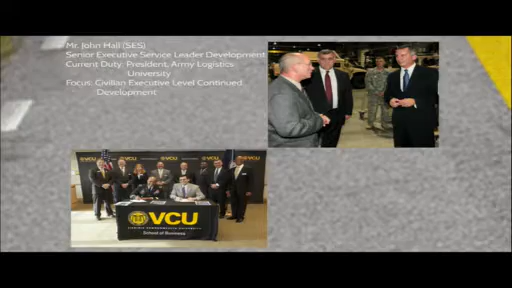 Mr. John Hall (SES)
Senior Executive Service Leader Development
Current Duty: President, Army Logistics
University
Focus: Civilian Executive Level Continued
Development
VCU
VCU
School of Business